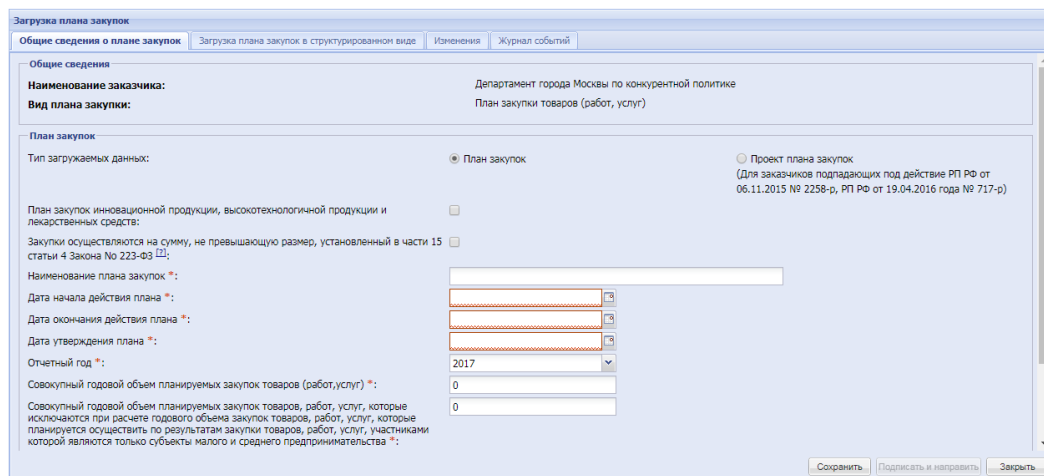 Загрузка плана закупок
Общие сведения о плане закупок
Загрузка плана закупок в структурированном виде
Изменения
Журнал событий
Общие сведения
Наименование заказчика:
Департамент города Москвы по конкурентной политике
Вид плана закупки:
План закупки товаров (работ, услуг)
План закупок
Тип загружаемых данных:
План закупок
Проект плана закупок
(Для заказчиков подпадающих под действие РП РФ от
06.11.2015 № 2258-р, РП РФ от 19.04.2016 года № 717-р)
План закупок инновационной продукции, высокотехнологичной продукции и
лекарственных средств:
Закупки осуществляются на сумму, не превышающую размер, установленный в части 15
статьи 4 Закона No 223-ФЗ [?]:
Наименование плана закупок *:
Дата начала действия плана *:
Дата окончания действия плана *:
Дата утверждения плана *:
Отчетный год *:
2017
Совокупный годовой объем планируемых закупок товаров (работ,услуг) *:
0
Совокупный годовой объем планируемых закупок товаров, работ, услуг, которые
исключаются при расчете годового объема закупок товаров, работ, услуг, которые
планируется осуществить по результатам закупки товаров, работ, услуг, участниками
которой являются только субъекты малого и среднего предпринимательства *:
0
Сохранить
Подписать и направить
Закрыть